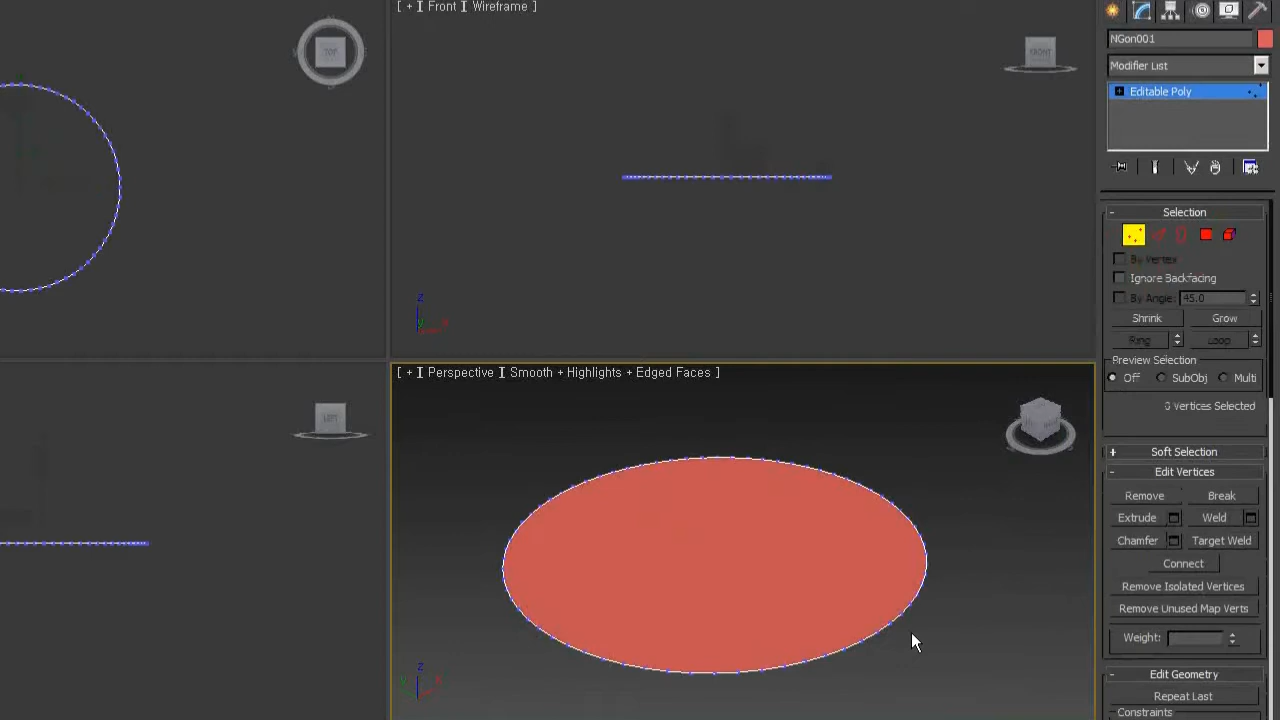 [ + ] Front ] Wireframe ]
TOP
FRONT
NGon001
Modifier List
Editable Poly
Selection
By Vertex
Ignore Backfacing
By Angle: 45.0
Shrink Grow
Ring Loop
Preview Selection
Off SubObj Multi
0 Vertices Selected
[ + ] Perspective ] Smooth + Highlights + Edged Faces ]
LEFT
Soft Selection
Edit Vertices
Remove Break
Extrude Weld
Chamfer Target Weld
Connect
Remove Isolated Vertices
Remove Unused Map Verts
Weight:
Edit Geometry
Repeat Last
Constraints
z
x
y
z
x
y